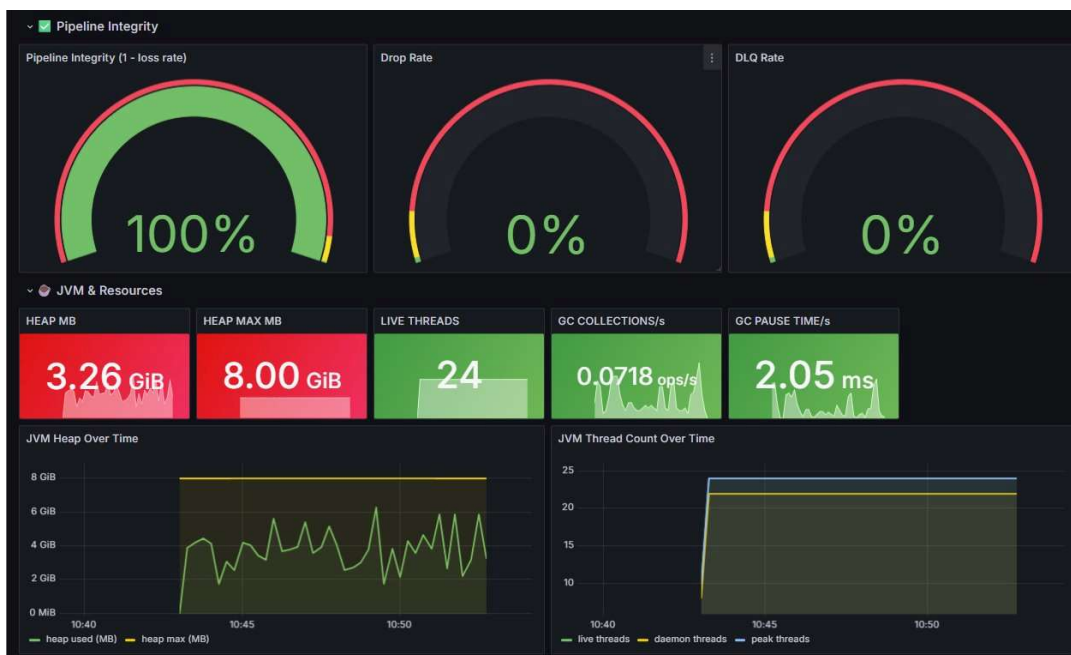 Pipeline Integrity
Pipeline Integrity (1 - loss rate)
100%
Drop Rate
0%
DLQ Rate
0%
JVM & Resources
HEAP MB
3.26 GiB
HEAP MAX MB
8.00 GiB
LIVE THREADS
24
GC COLLECTIONS/s
0.0718 ops/s
GC PAUSE TIME/s
2.05 ms
JVM Heap Over Time
8 GiB
6 GiB
4 GiB
2 GiB
0 MiB
10:40 10:45 10:50
heap used (MB) heap max (MB)
JVM Thread Count Over Time
25
20
15
10
10:40 10:45 10:50
live threads daemon threads peak threads